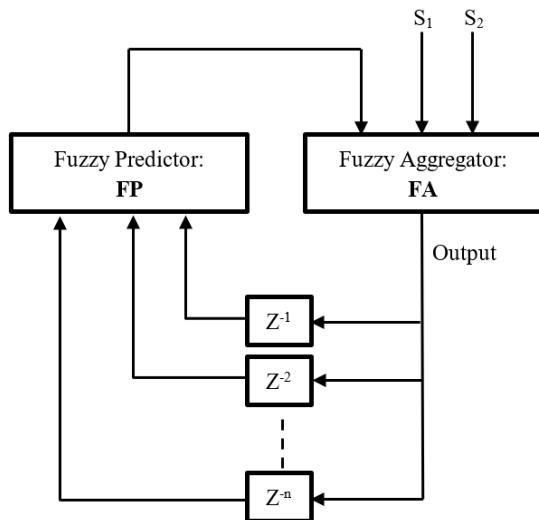 S₁ S₂
Fuzzy Predictor:
FP
Fuzzy Aggregator:
FA
Output
Z⁻¹
Z⁻²
Z⁻ⁿ